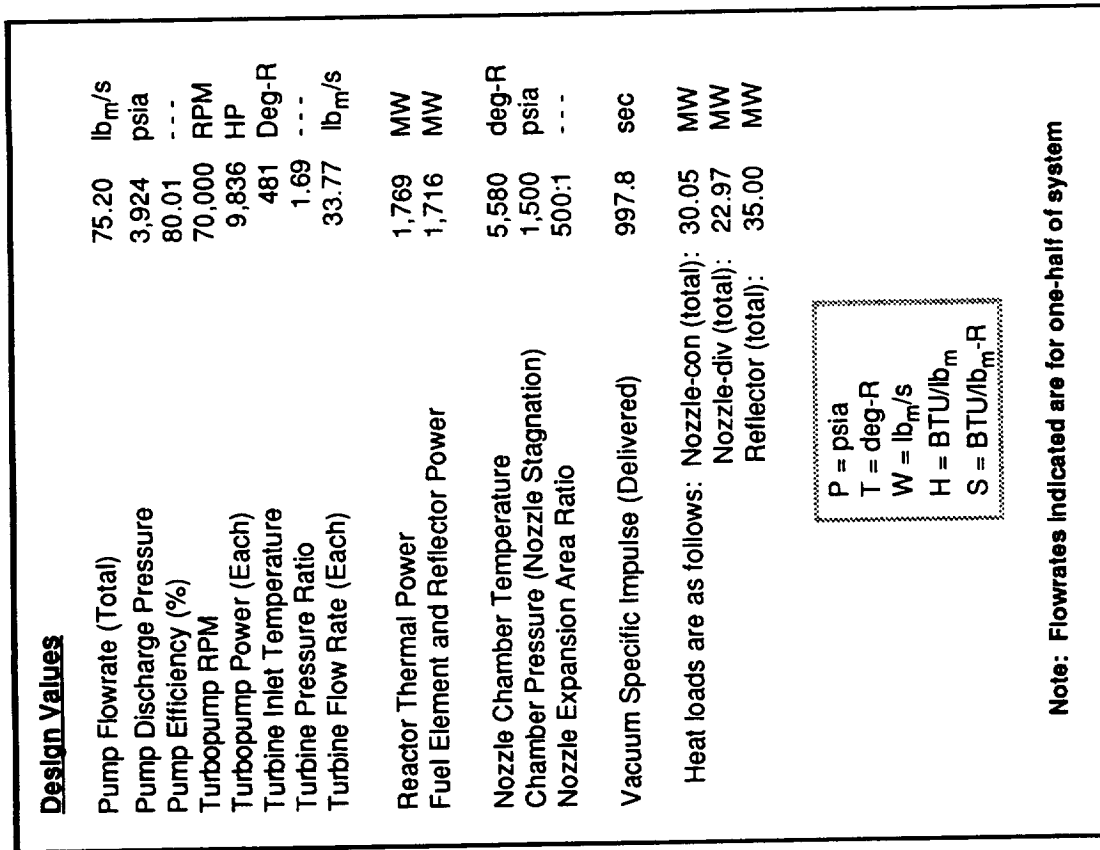 Design Values
Pump Flowrate (Total) 75.20 lbm/s
Pump Discharge Pressure 3,924 psia
Pump Efficiency (%) 80.01 ---
Turbopump RPM 70,000 RPM
Turbopump Power (Each) 9,836 HP
Turbine Inlet Temperature 481 Deg-R
Turbine Pressure Ratio 1.69 ---
Turbine Flow Rate (Each) 33.77 lbm/s
Reactor Thermal Power 1,769 MW
Fuel Element and Reflector Power 1,716 MW
Nozzle Chamber Temperature 5,580 deg-R
Chamber Pressure (Nozzle Stagnation) 1,500 psia
Nozzle Expansion Area Ratio 500:1 ---
Vacuum Specific Impulse (Delivered) 997.8 sec
Heat loads are as follows: Nozzle-con (total): 30.05 MW
Nozzle-div (total): 22.97 MW
Reflector (total): 35.00 MW
P = psia
T = deg-R
W = lbm/s
H = BTU/lbm
S = BTU/lbm-R
Note: Flowrates indicated are for one-half of system